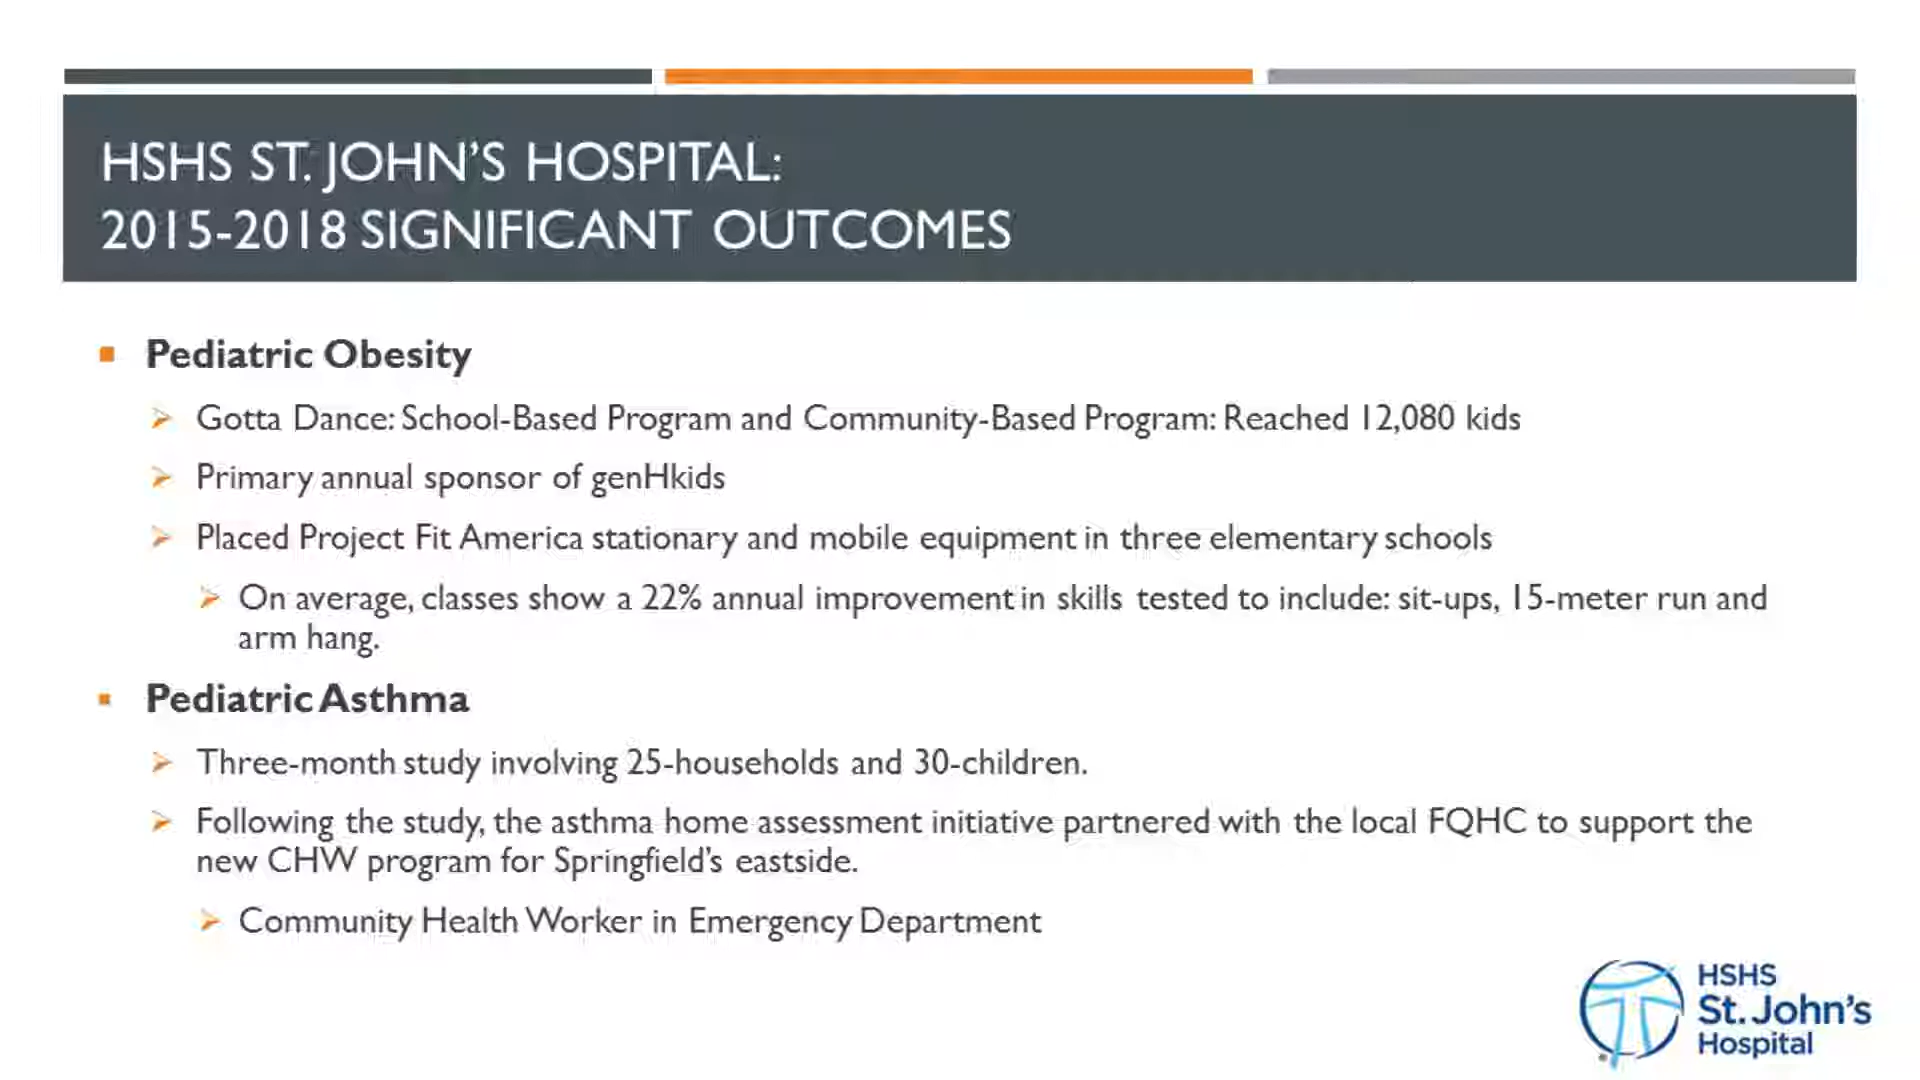 HSHS ST. JOHN'S HOSPITAL:
2015-2018 SIGNIFICANT OUTCOMES
Pediatric Obesity
Gotta Dance: School-Based Program and Community-Based Program: Reached 12,080 kids
Primary annual sponsor of genHkids
Placed Project Fit America stationary and mobile equipment in three elementary schools
On average, classes show a 22% annual improvement in skills tested to include: sit-ups, 15-meter run and
arm hang.
Pediatric Asthma
Three-month study involving 25-households and 30-children.
Following the study, the asthma home assessment initiative partnered with the local FQHC to support the
new CHW program for Springfield's eastside.
Community Health Worker in Emergency Department
HSHS
St. John's
Hospital